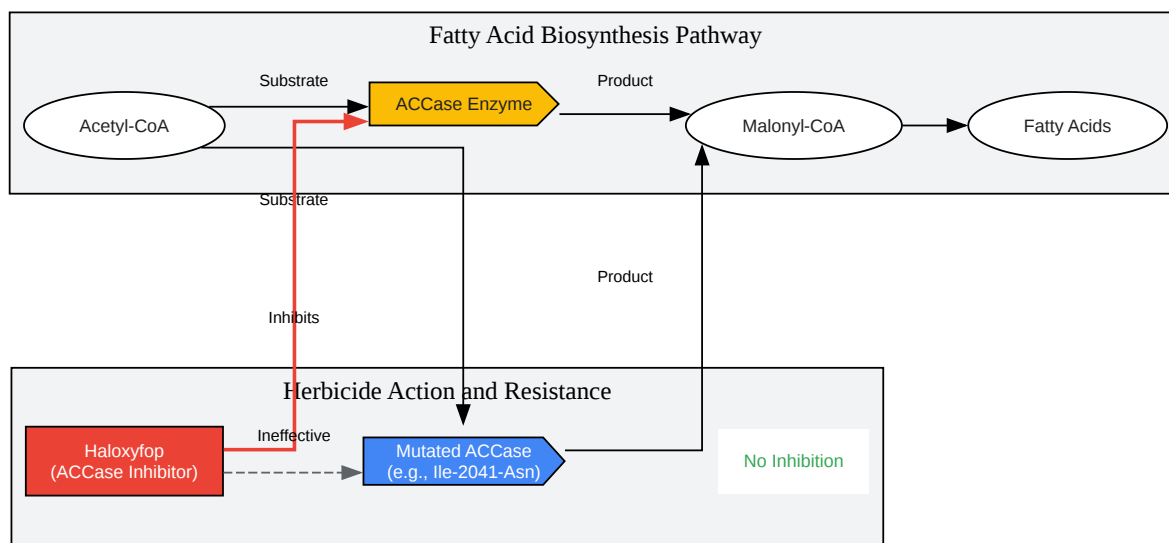 Fatty Acid Biosynthesis Pathway
Substrate
Product
ACCase Enzyme
Acetyl-CoA
Malonyl-CoA
Fatty Acids
Substrate
Product
Inhibits
Herbicide Action and Resistance
Ineffective
Haloxyfop
(ACCase Inhibitor)
Mutated ACCase
(e.g., Ile-2041-Asn)
No Inhibition